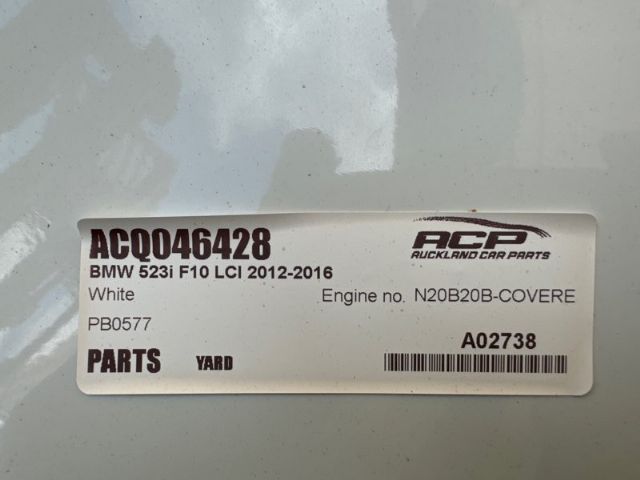 ACQ046428
ACP
AUCKLAND CAR PARTS
BMW 523i F10 LCI 2012-2016
White
Engine no. N20B20B-COVERE
PB0577
PARTS YARD
A02738